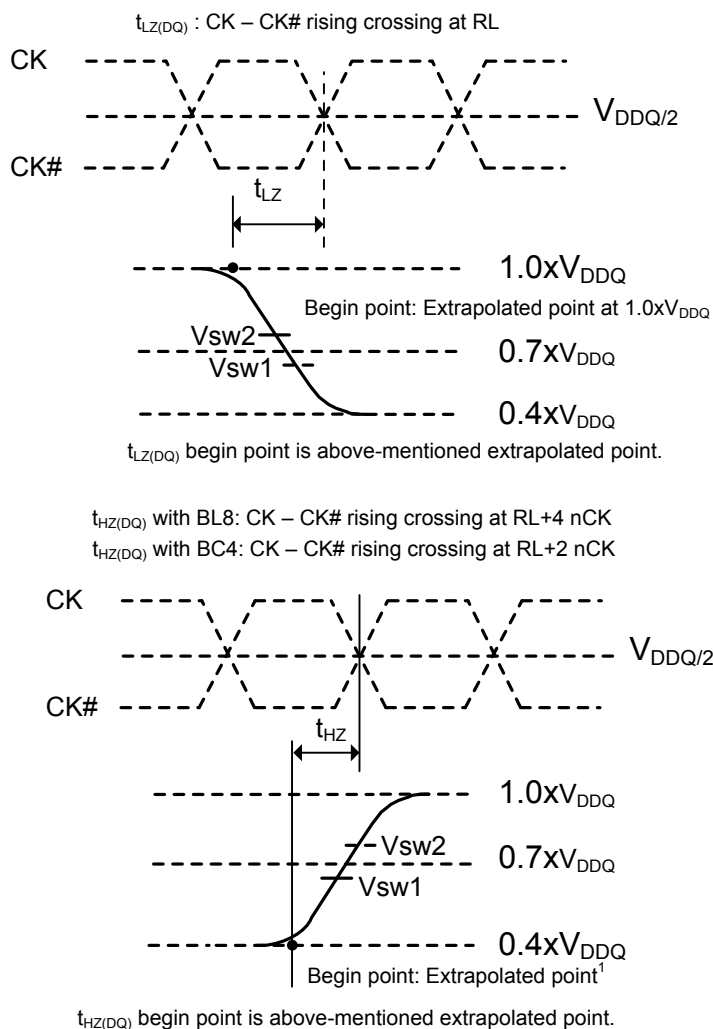 tLZ(DQ) : CK – CK# rising crossing at RL
CK
VDDQ/2
CK#
tLZ
1.0xVDDQ
Begin point: Extrapolated point at 1.0xVDDQ
Vsw2
0.7xVDDQ
Vsw1
0.4xVDDQ
tLZ(DQ) begin point is above-mentioned extrapolated point.
tHZ(DQ) with BL8: CK – CK# rising crossing at RL+4 nCK
tHZ(DQ) with BC4: CK – CK# rising crossing at RL+2 nCK
CK
VDDQ/2
CK#
tHZ
1.0xVDDQ
Vsw2
0.7xVDDQ
Vsw1
0.4xVDDQ
Begin point: Extrapolated point1
tHZ(DQ) begin point is above-mentioned extrapolated point.